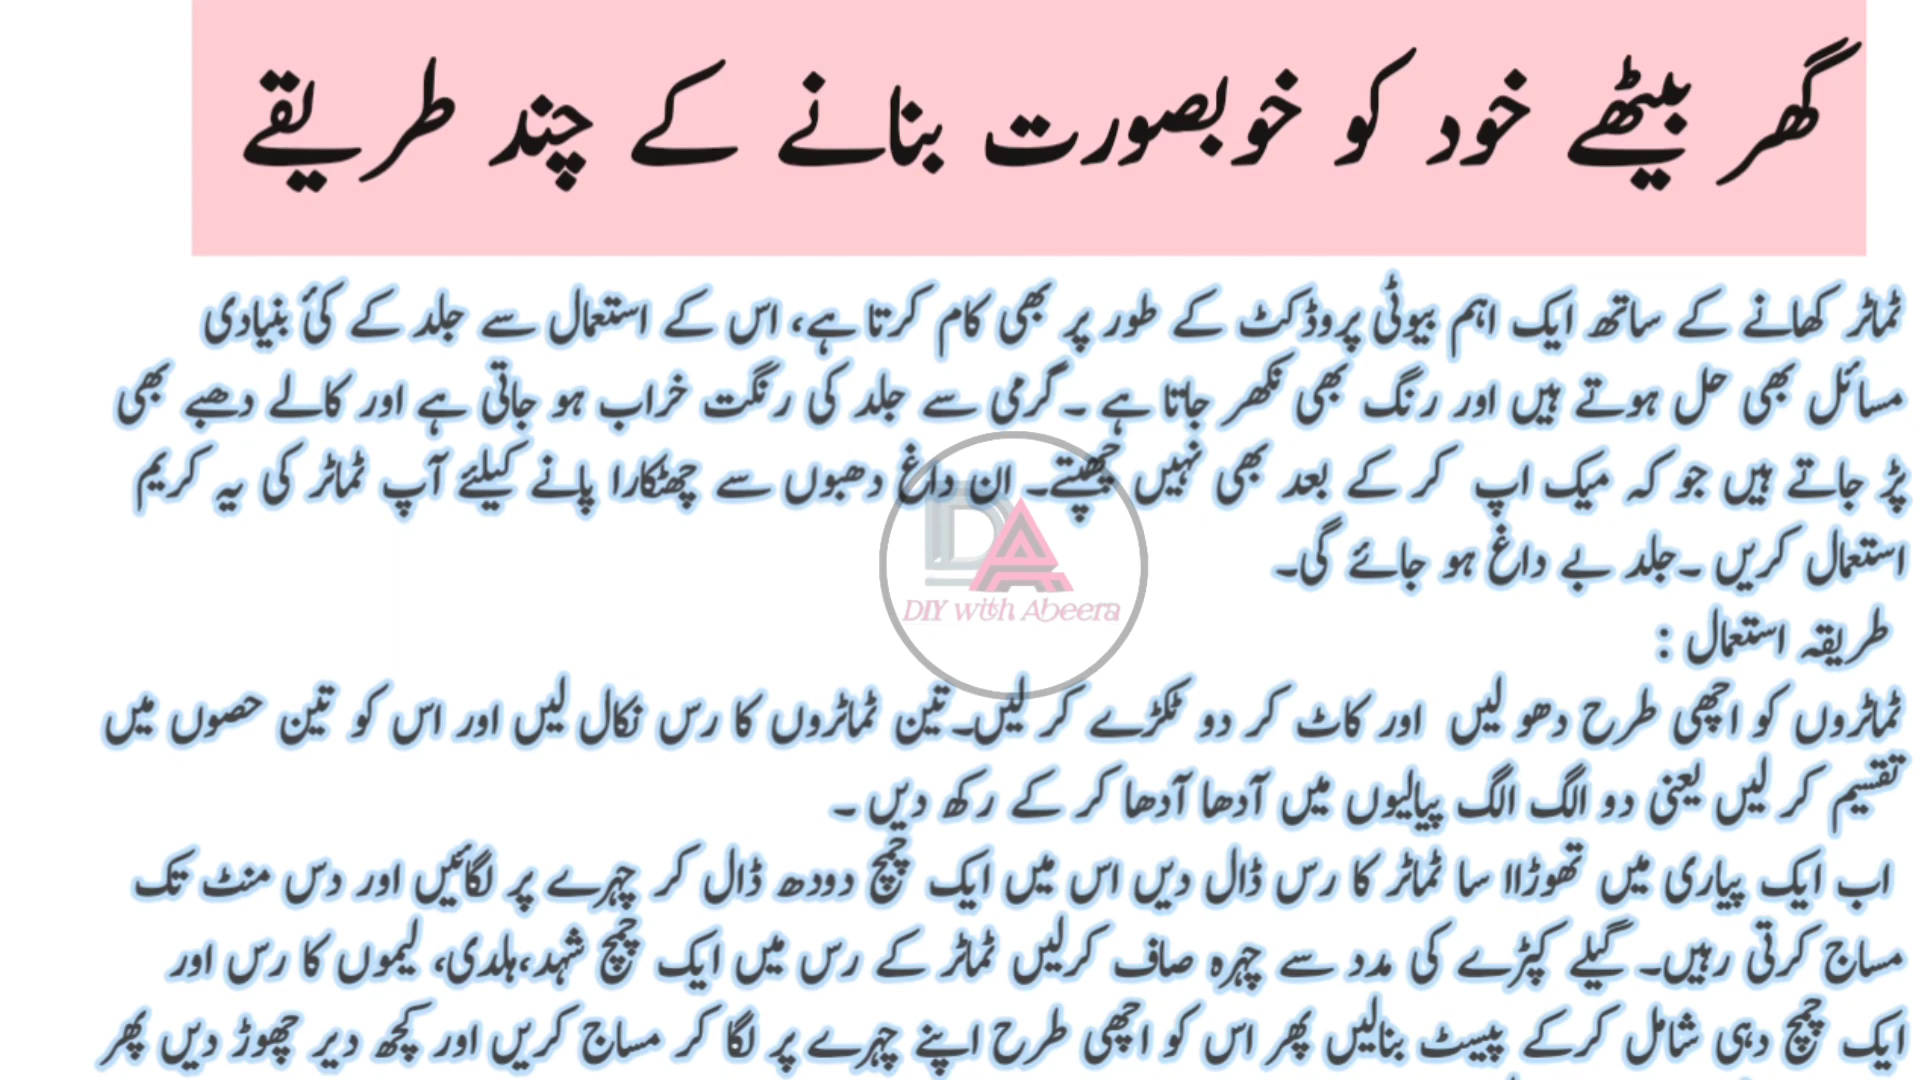 گھر بیٹھے خود کو خوبصورت بنانے کے چند طریقے
ٹماٹر کھانے کے ساتھ ایک اہم بیوٹی پروڈکٹ کے طور پر بھی کام کرتا ہے، اس کے استعمال سے جلد کے کئ بنیادی
مسائل بھی حل ہوتے ہیں اور رنگ بھی نکھر جاتا ہے ۔گرمی سے جلد کی رنگت خراب ہو جاتی ہے اور کالے دھبے بھی
پڑ جاتے ہیں جو کہ میک اپ کر کے بعد بھی نہیں چھپتے۔ ان داغ دھبوں سے چھٹکارا پانے کیلئے آپ ٹماٹر کی یہ کریم
استعمال کریں ۔جلد بے داغ ہو جائے گی۔
DA
DIY with Abeera
طریقہ استعمال :
ٹماٹروں کو اچھی طرح دھو لیں اور کاٹ کر دو ٹکڑے کر لیں۔تین ٹماٹروں کا رس نکال لیں اور اس کو تین حصوں میں
تقسیم کر لیں یعنی دو الگ الگ پیالیوں میں آدھا آدھا کر کے رکھ دیں ۔
اب ایک پیاری میں تھوڑاا سا ٹماٹر کا رس ڈال دیں اس میں ایک چمچ دودھ ڈال کر چہرے پر لگائیں اور دس منٹ تک
مساج کرتی رہیں۔ گیلے کپڑے کی مدد سے چہرہ صاف کرلیں ٹماٹر کے رس میں ایک چمچ شہد،ہلدی، لیموں کا رس اور
ایک چمچ دہی شامل کرکے پیسٹ بنالیں پھر اس کو اچھی طرح اپنے چہرے پر لگا کر مساج کریں اور کچھ دیر چھوڑ دیں پھر